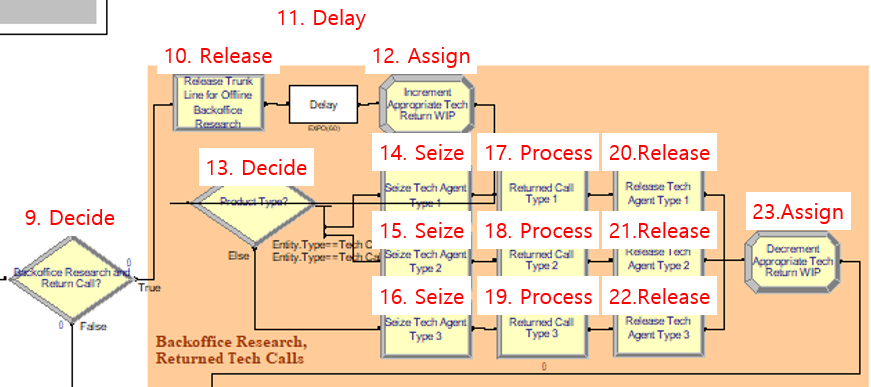 11. Delay
10. Release
12. Assign
Release Trunk
Line for Offline
Backoffice
Research
Delay
EXPO(60)
Increment
Appropriate Tech
Return WIP
13. Decide
14. Seize
17. Process
20.Release
Product Type?
Seize Tech Agent
Type 1
Returned Call
Type 1
Release Tech
Agent Type 1
9. Decide
15. Seize
18. Process
21.Release
23.Assign
Else
Entity.Type==Tech C
Entity.Type==Tech Ca
Seize Tech Agent
Type 2
Returned Call
Type 2
Release Tech
Agent Type 2
Decrement
Appropriate Tech
Return WIP
Backoffice Research and
Return Call?
0
True
0
False
16. Seize
19. Process
22.Release
Seize Tech Agent
Type 3
Returned Call
Type 3
Release Tech
Agent Type 3
0
Backoffice Research,
Returned Tech Calls